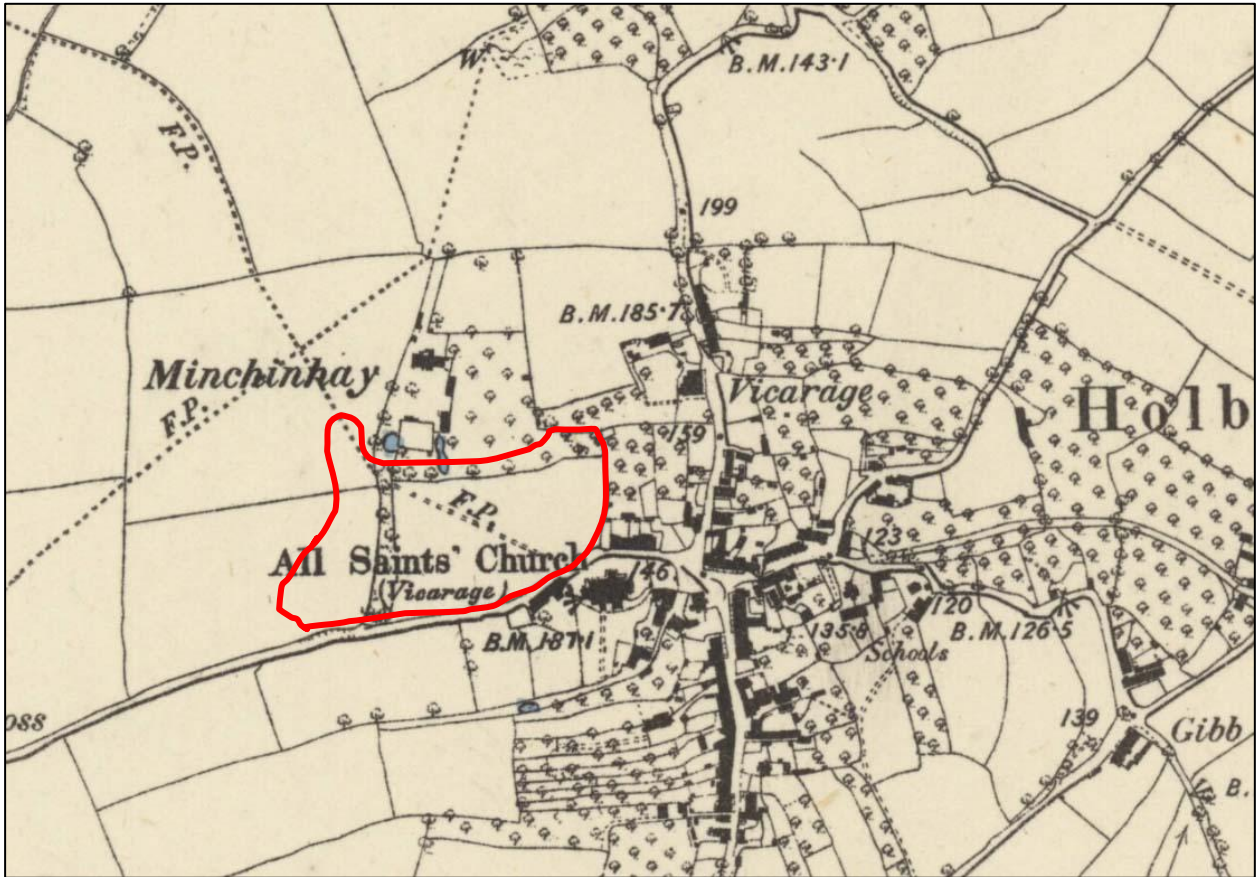 W
B.M.143·1
F.P.
199
B.M.185·7
Minchinhay
Vicarage
Holb
F.P.
159
F.P.
All Saints' Church
(Vicarage)
146
123
120
B.M.187·1
135·8
B.M.126·5
Schools
oss
139
Gibb
B.